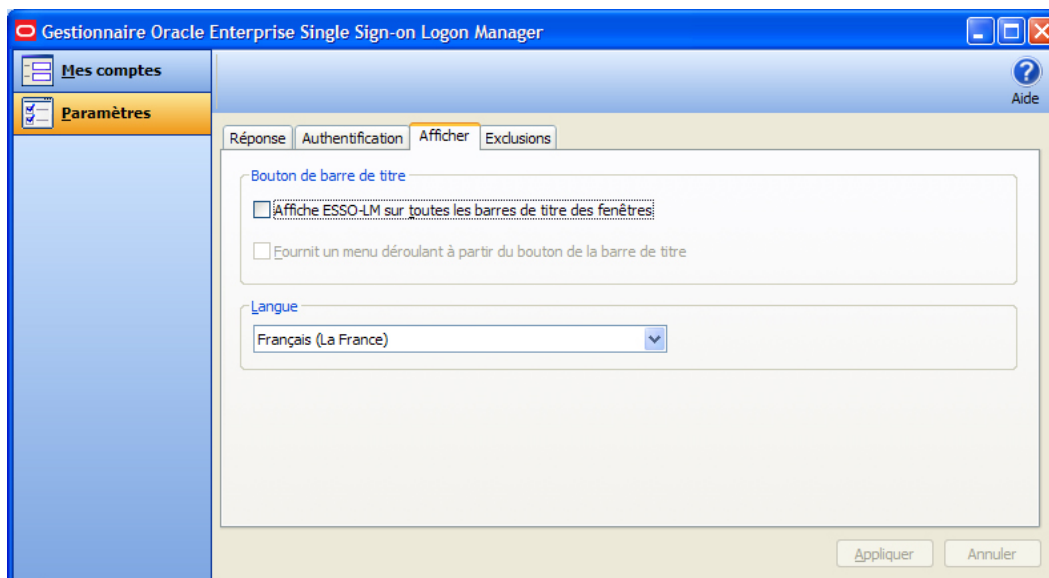 Gestionnaire Oracle Enterprise Single Sign-on Logon Manager
Mes comptes
Paramètres
Aide
Réponse Authentification Afficher Exclusions
Bouton de barre de titre
Affiche ESSO-LM sur toutes les barres de titre des fenêtres
Fournit un menu déroulant à partir du bouton de la barre de titre
Langue
Français (La France)
Appliquer Annuler